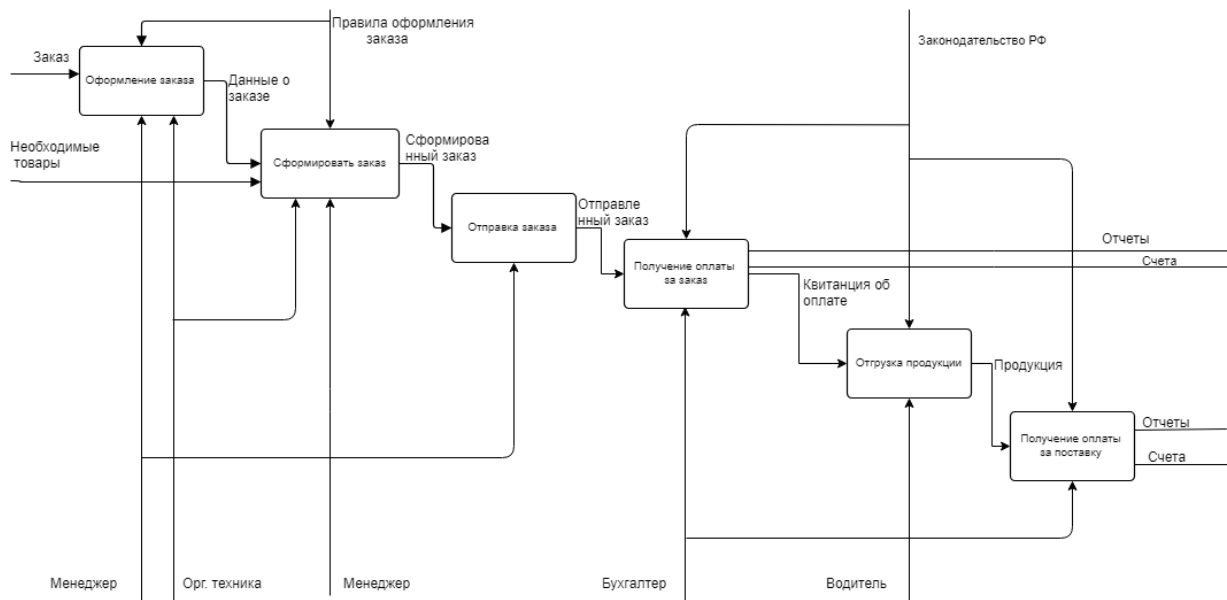 Правила оформления
заказа
Законодательство РФ
Заказ
Оформление заказа
Данные о
заказе
Необходимые
товары
Сформировать заказ
Сформирова
нный заказ
Отправка заказа
Отправле
нный заказ
Получение оплаты
за заказ
Отчеты
Счета
Квитанция об
оплате
Отгрузка продукции
Продукция
Получение оплаты
за поставку
Отчеты
Счета
Менеджер
Орг. техника
Менеджер
Бухгалтер
Водитель